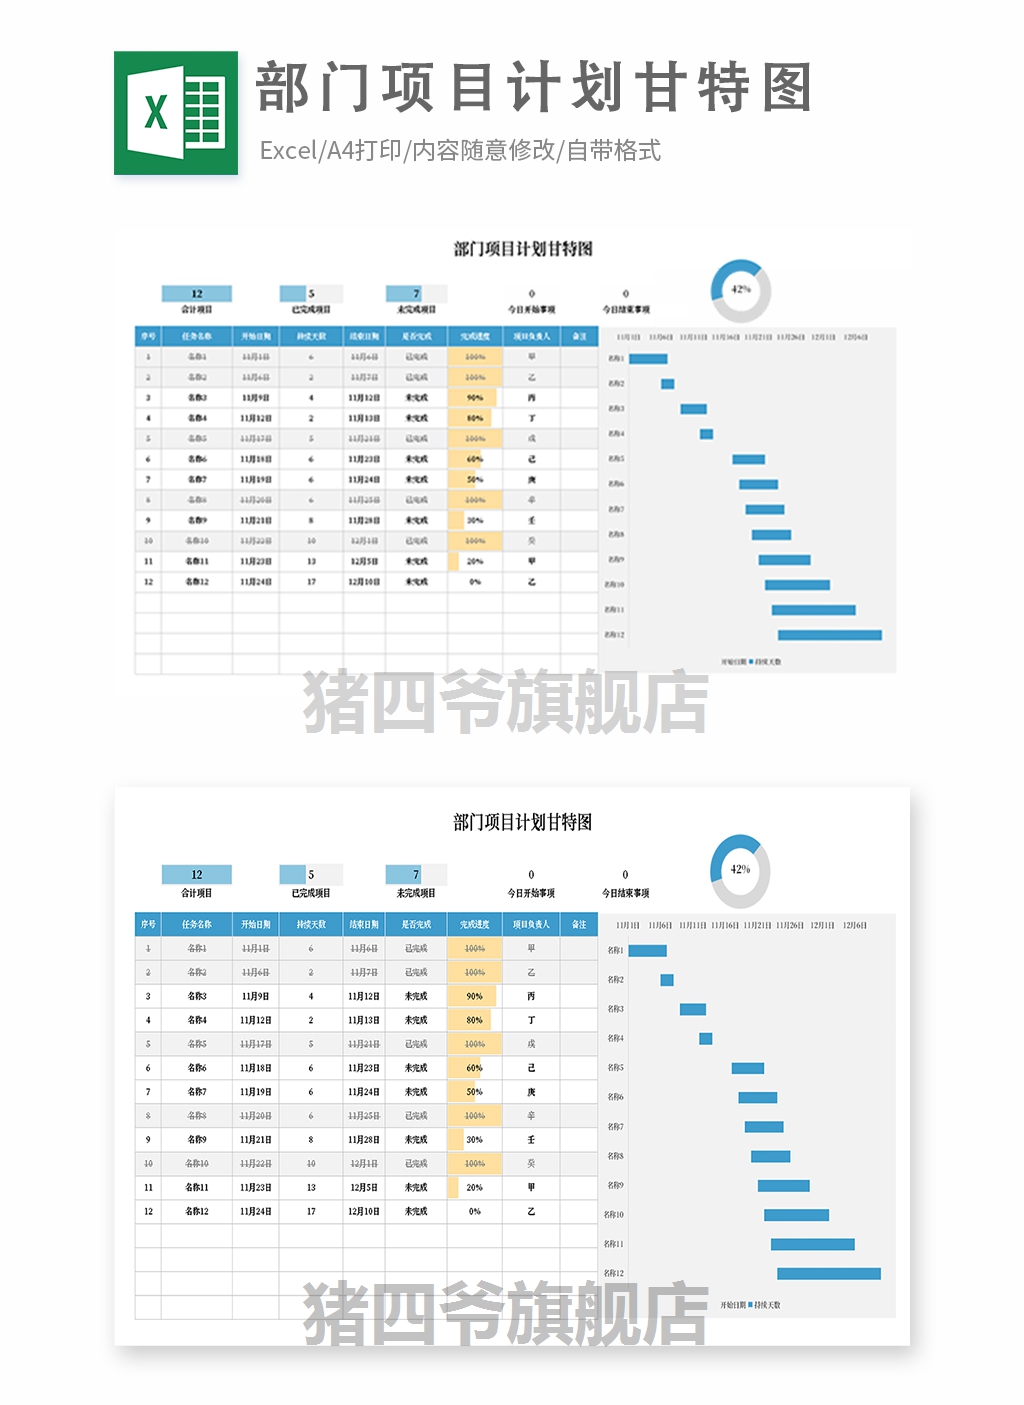 部门项目计划甘特图
X
Excel/A4打印/内容随意修改/自带格式
部门项目计划甘特图
12 5 7 0 0 42%
合计项目 已完成项目 未完成项目 今日开始事项 今日结束事项
序号 任务名称 开始日期 持续天数 结束日期 是否完成 完成进度 项目负责人 备注
1 名称1 11月1日 6 11月6日 已完成 100% 甲
2 名称2 11月6日 2 11月7日 已完成 100% 乙
3 名称3 11月9日 4 11月12日 未完成 90% 丙
4 名称4 11月12日 2 11月13日 未完成 80% 丁
5 名称5 11月17日 5 11月21日 已完成 100% 戊
6 名称6 11月18日 6 11月23日 未完成 60% 己
7 名称7 11月19日 6 11月24日 未完成 50% 庚
8 名称8 11月20日 6 11月25日 已完成 100% 辛
9 名称9 11月21日 8 11月28日 未完成 30% 壬
10 名称10 11月22日 10 12月1日 已完成 100% 癸
11 名称11 11月23日 13 12月5日 未完成 20% 甲
12 名称12 11月24日 17 12月10日 未完成 0% 乙
11月1日 11月6日 11月11日 11月16日 11月21日 11月26日 12月1日 12月6日
名称1
名称2
名称3
名称4
名称5
名称6
名称7
名称8
名称9
名称10
名称11
名称12
开始日期 持续天数
猪四爷旗舰店
部门项目计划甘特图
12 5 7 0 0 42%
合计项目 已完成项目 未完成项目 今日开始事项 今日结束事项
序号 任务名称 开始日期 持续天数 结束日期 是否完成 完成进度 项目负责人 备注
1 名称1 11月1日 6 11月6日 已完成 100% 甲
2 名称2 11月6日 2 11月7日 已完成 100% 乙
3 名称3 11月9日 4 11月12日 未完成 90% 丙
4 名称4 11月12日 2 11月13日 未完成 80% 丁
5 名称5 11月17日 5 11月21日 已完成 100% 戊
6 名称6 11月18日 6 11月23日 未完成 60% 己
7 名称7 11月19日 6 11月24日 未完成 50% 庚
8 名称8 11月20日 6 11月25日 已完成 100% 辛
9 名称9 11月21日 8 11月28日 未完成 30% 壬
10 名称10 11月22日 10 12月1日 已完成 100% 癸
11 名称11 11月23日 13 12月5日 未完成 20% 甲
12 名称12 11月24日 17 12月10日 未完成 0% 乙
11月1日 11月6日 11月11日 11月16日 11月21日 11月26日 12月1日 12月6日
名称1
名称2
名称3
名称4
名称5
名称6
名称7
名称8
名称9
名称10
名称11
名称12
开始日期 持续天数
猪四爷旗舰店